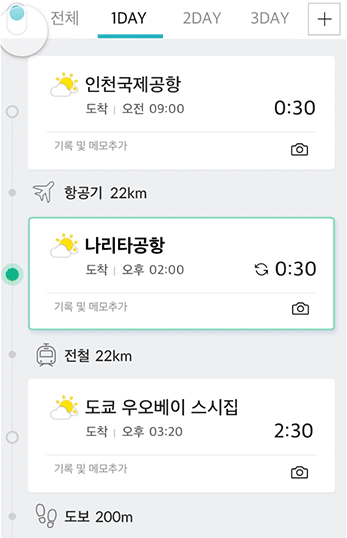 전체 1DAY 2DAY 3DAY +
인천국제공항
도착 | 오전 09:00 0:30
기록 및 메모추가
항공기 22km
나리타공항
도착 | 오후 02:00 0:30
기록 및 메모추가
전철 22km
도쿄 우오베이 스시집
도착 | 오후 03:20 2:30
기록 및 메모추가
도보 200m